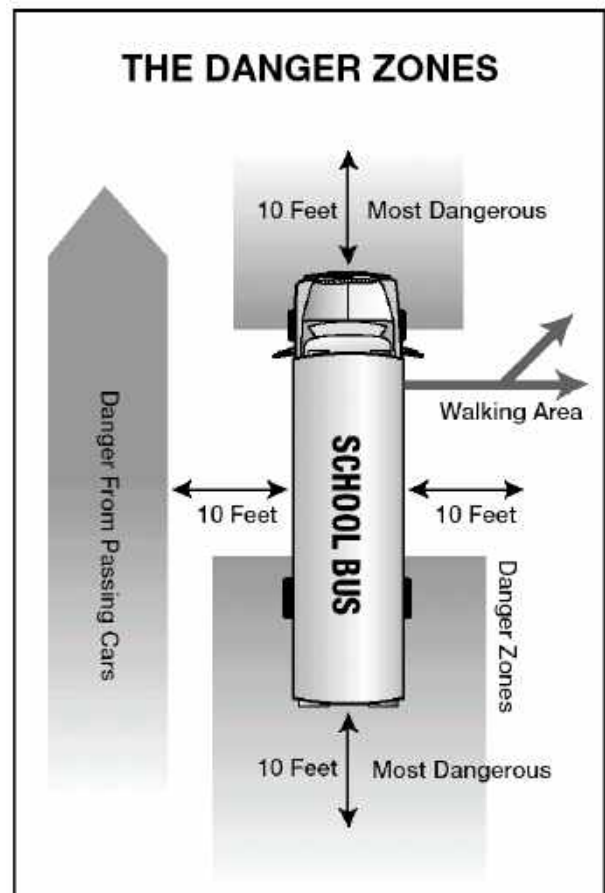 THE DANGER ZONES
10 Feet
Most Dangerous
Walking Area
Danger From Passing Cars
SCHOOL BUS
10 Feet
10 Feet
Danger Zones
10 Feet
Most Dangerous